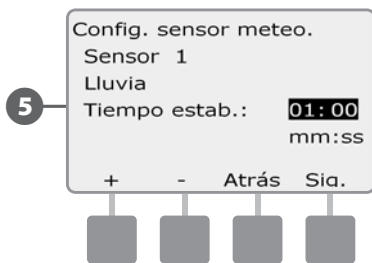 Config. sensor meteo.
Sensor 1
Lluvia
5
Tiempo estab.: 01:00
mm:ss
+ - Atrás Sig.